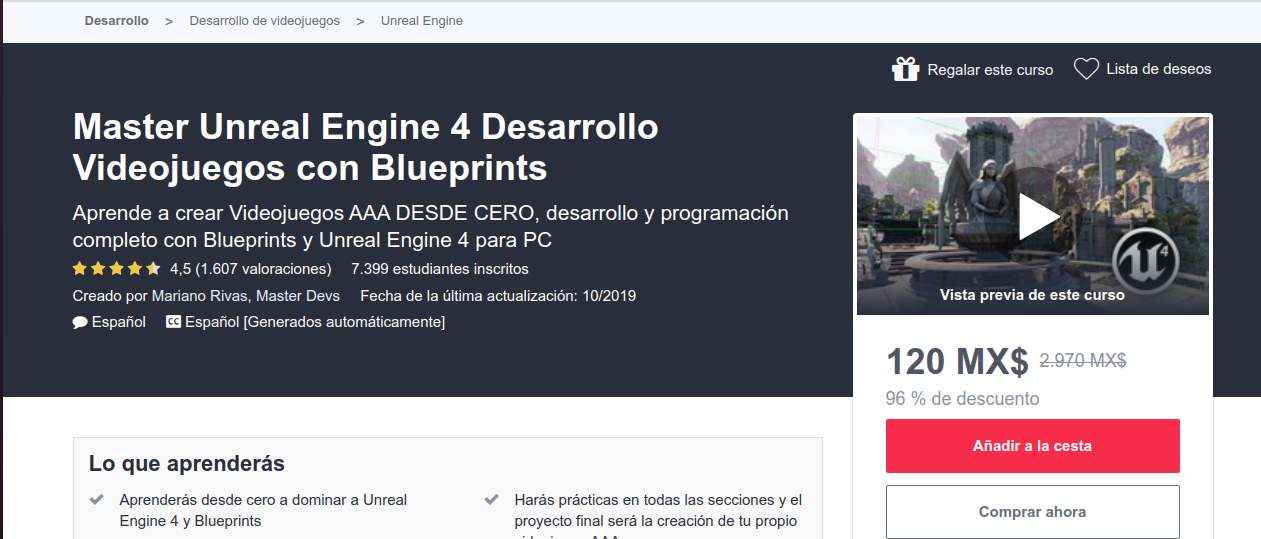 Desarrollo > Desarrollo de videojuegos > Unreal Engine
Regalar este curso
Lista de deseos
Master Unreal Engine 4 Desarrollo
Videojuegos con Blueprints
Aprende a crear Videojuegos AAA DESDE CERO, desarrollo y programación
completo con Blueprints y Unreal Engine 4 para PC
4,5 (1.607 valoraciones) 7.399 estudiantes inscritos
Creado por Mariano Rivas, Master Devs Fecha de la última actualización: 10/2019
Español CC Español [Generados automáticamente]
4
Vista previa de este curso
120 MX$ 2.970 MX$
96 % de descuento
Añadir a la cesta
Comprar ahora
Lo que aprenderás
Aprenderás desde cero a dominar a Unreal
Engine 4 y Blueprints
Harás prácticas en todas las secciones y el
proyecto final será la creación de tu propio